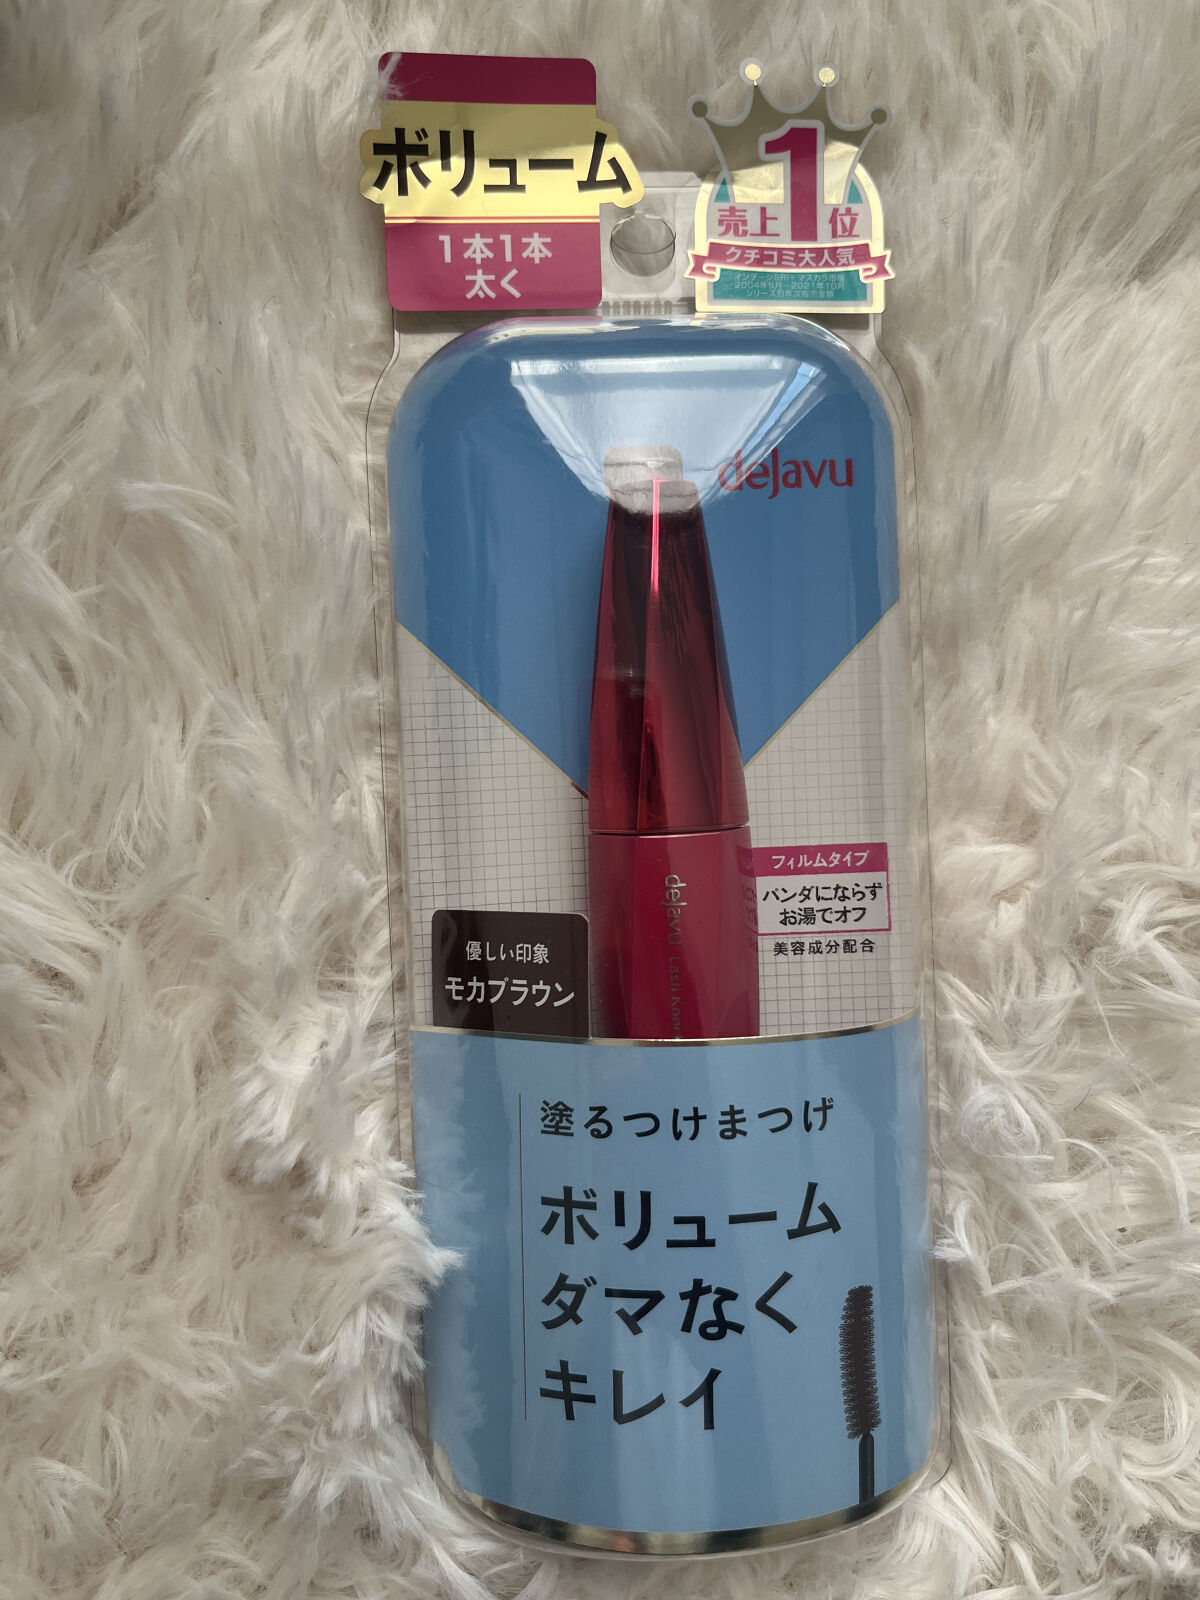 ボリューム
1本1本
太く
1
売上 位
クチコミ大人気
インテージSRI+ マスカラ市場
2004年5月~2021年10月
シリーズ別年次販売金額
dejavu
フィルムタイプ
パンダにならず
お湯でオフ
美容成分配合
dejavu Lash
優しい印象
モカブラウン
塗るつけまつげ
ボリューム
ダマなく
キレイ